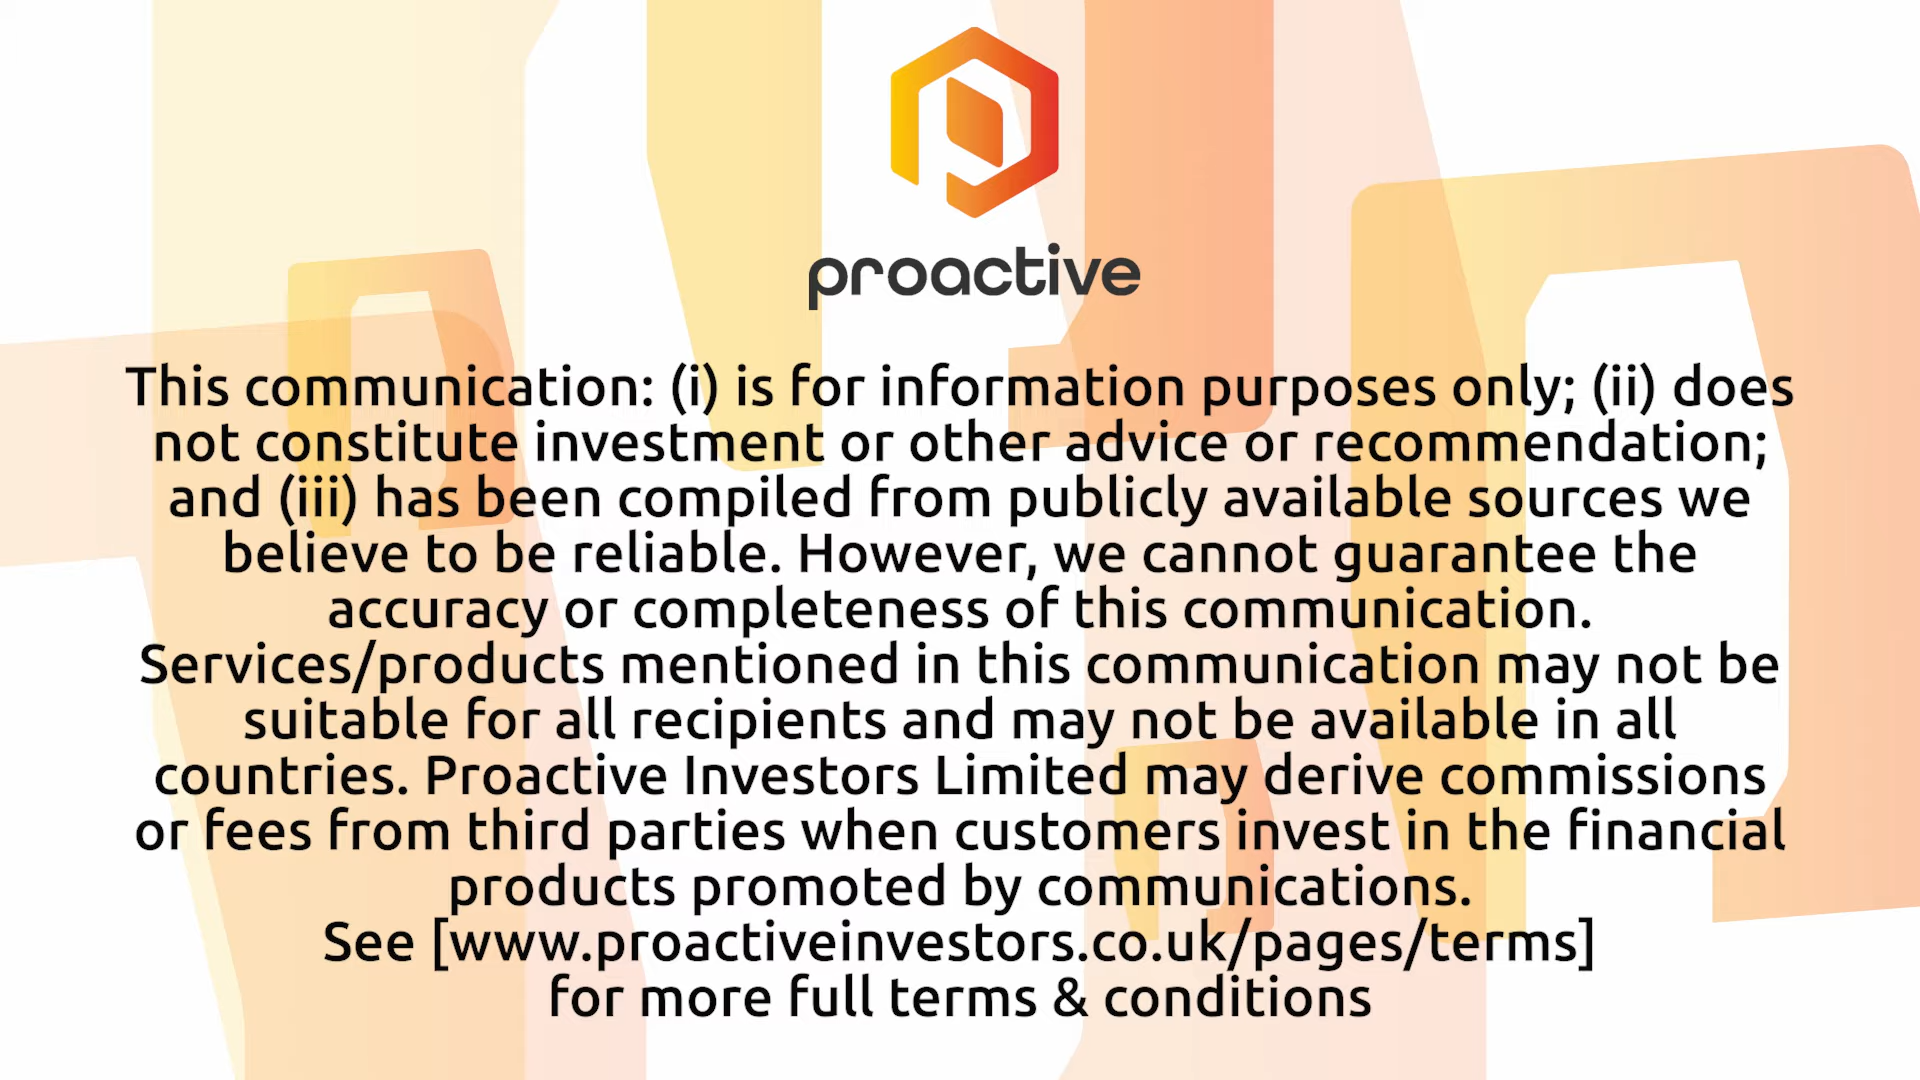 proactive
This communication: (i) is for information purposes only; (ii) does
not constitute investment or other advice or recommendation;
and (iii) has been compiled from publicly available sources we
believe to be reliable. However, we cannot guarantee the
accuracy or completeness of this communication.
Services/products mentioned in this communication may not be
suitable for all recipients and may not be available in all
countries. Proactive Investors Limited may derive commissions
or fees from third parties when customers invest in the financial
products promoted by communications.
See [www.proactiveinvestors.co.uk/pages/terms]
for more full terms & conditions